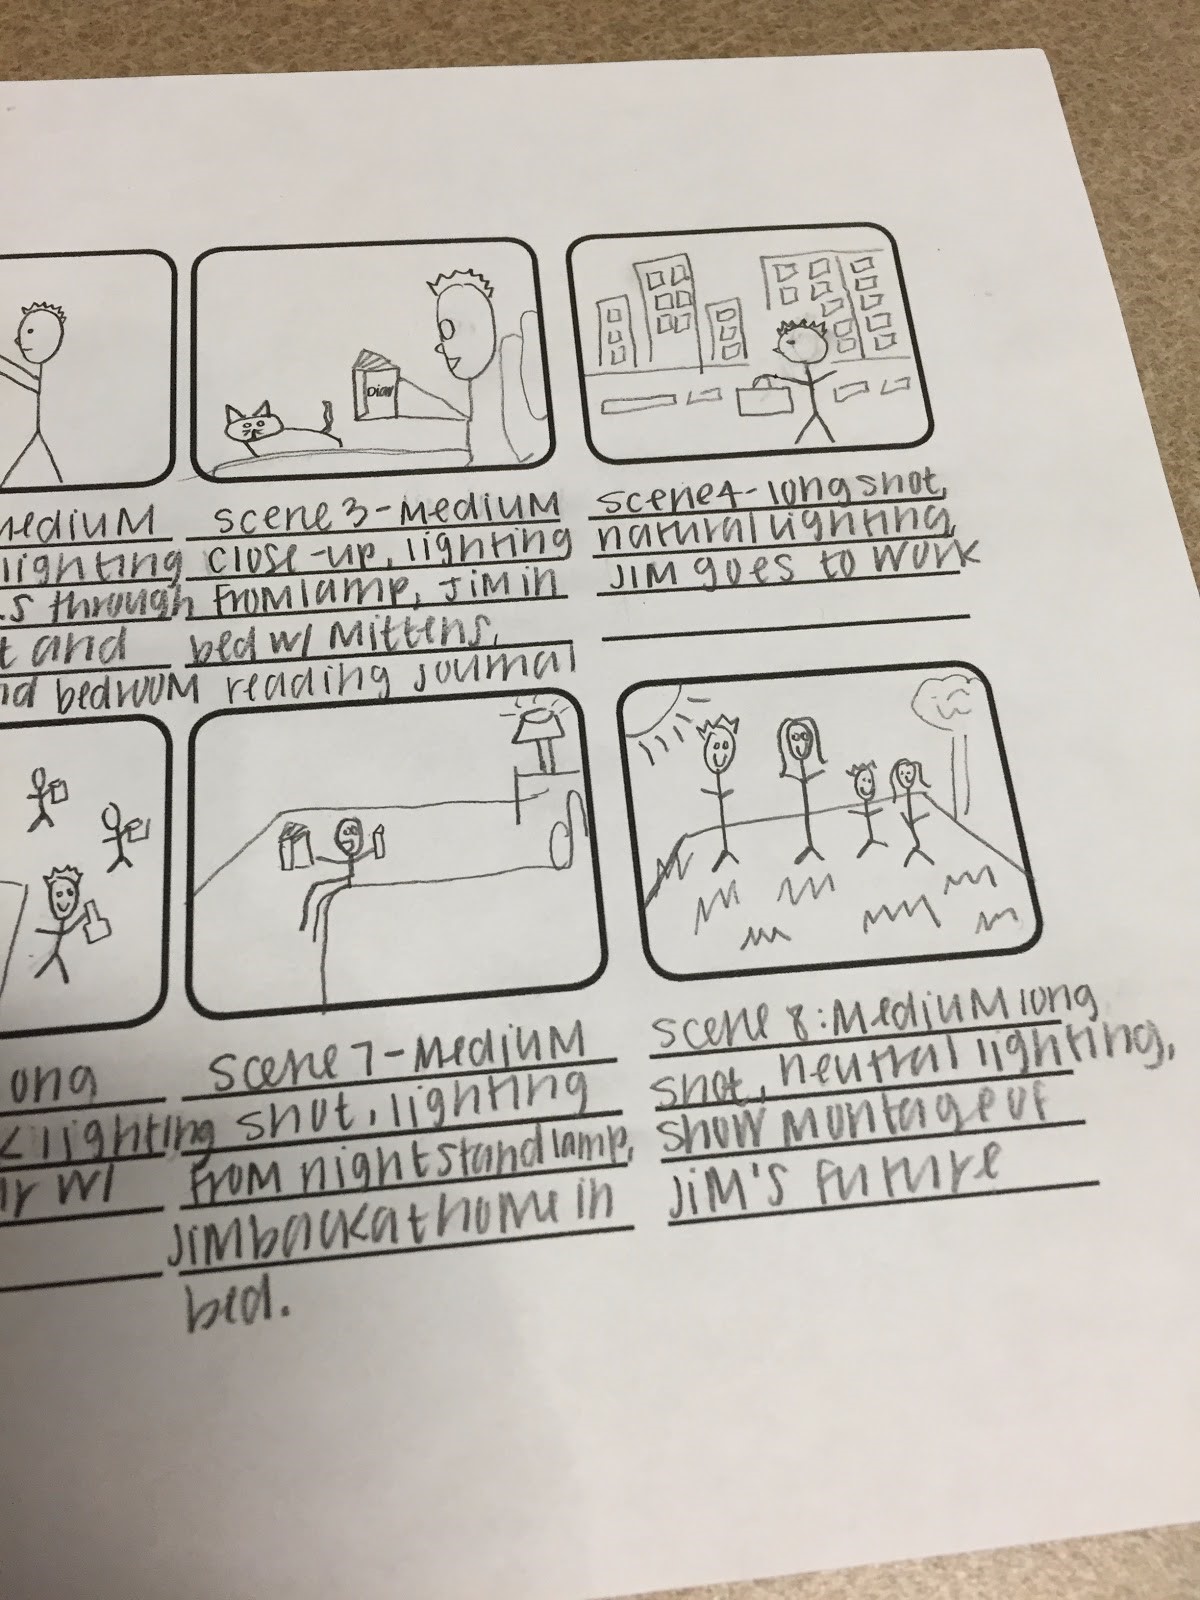 Diary
medium
lighting
through
and
bedroom
scene 3 - medium
close-up, lighting
from lamp, Jim in
bed w/ Mittens,
reading journal
scene 4 - long shot,
natural lighting,
Jim goes to work
lighting
w/
scene 7 - medium
shot, lighting
from nightstand lamp,
Jim back at home in
bed.
scene 8: medium long
shot, neutral lighting,
show montage of
Jim's future